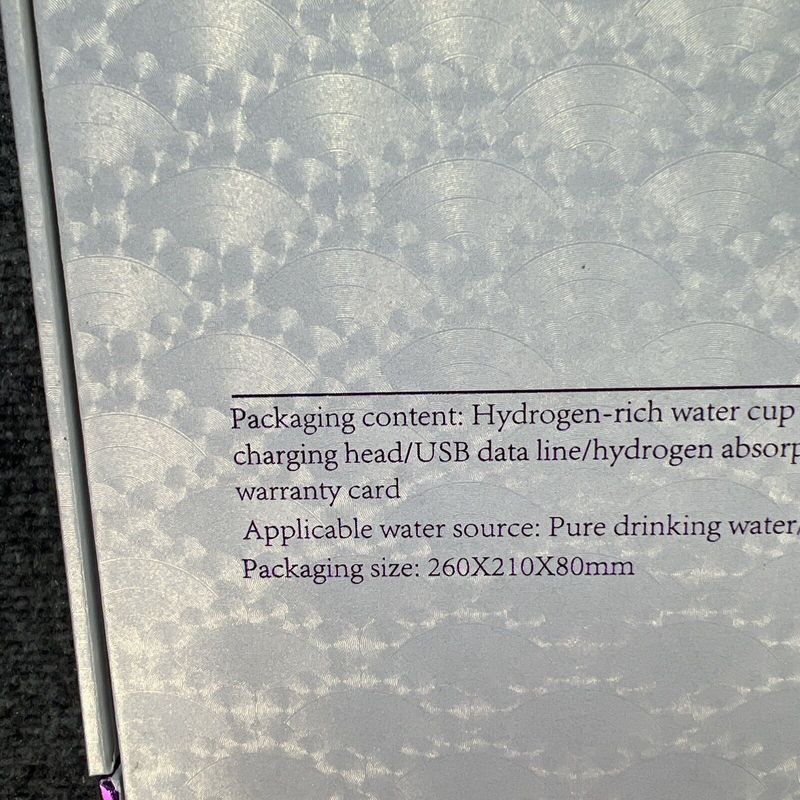 Packaging content: Hydrogen-rich water cup
charging head/USB data line/hydrogen
warranty card
Applicable water source: Pure drinking water/
Packaging size: 260X210X80mm